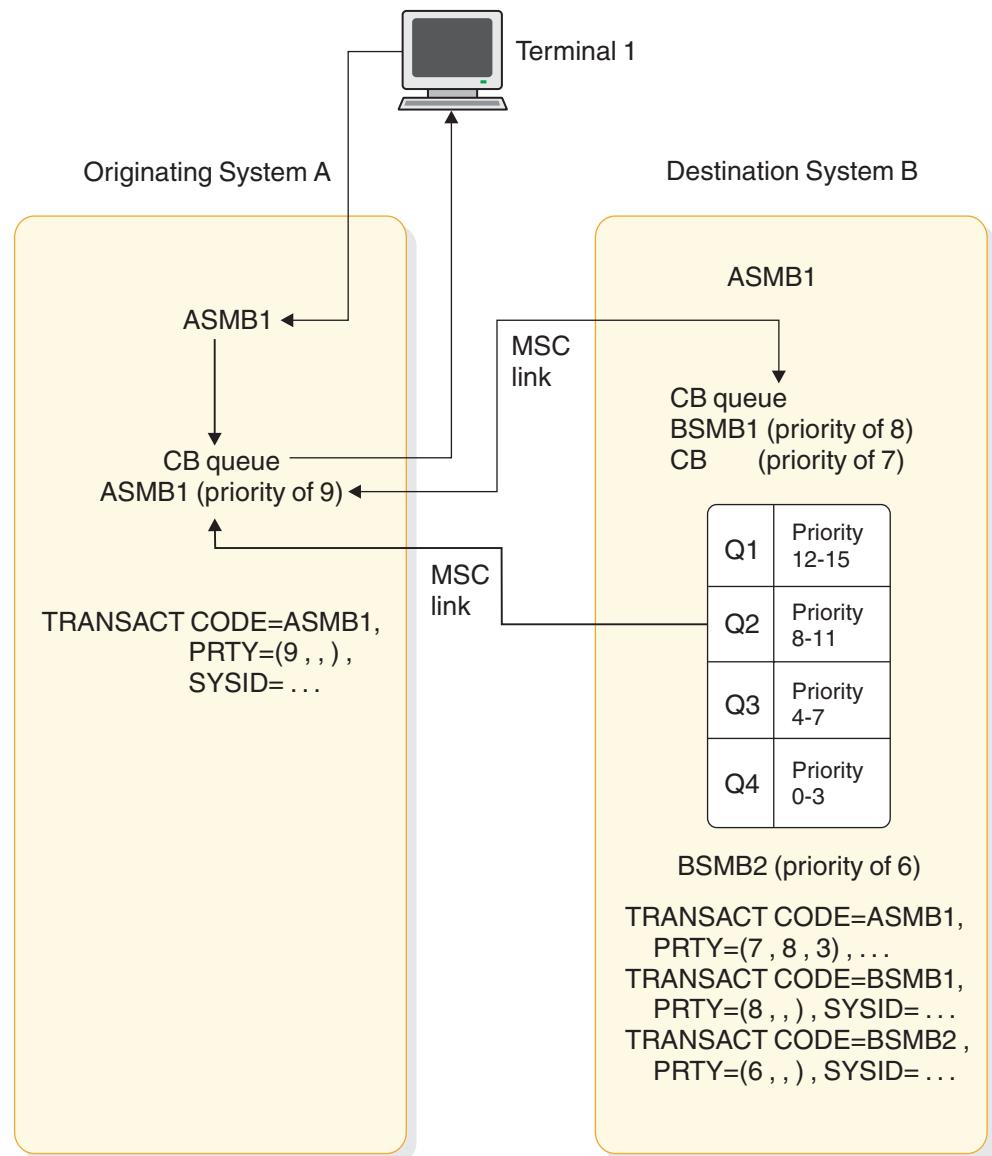 Terminal 1
Originating System A
ASMB1
CB queue
ASMB1 (priority of 9)
TRANSACT CODE=ASMB1,
PRTY=(9 , , ) ,
SYSID= . . .
MSC
link
MSC
link
Destination System B
ASMB1
CB queue
BSMB1 (priority of 8)
CB (priority of 7)
Q1 Priority
12-15
Q2 Priority
8-11
Q3 Priority
4-7
Q4 Priority
0-3
BSMB2 (priority of 6)
TRANSACT CODE=ASMB1,
PRTY=(7 , 8 , 3) , . . .
TRANSACT CODE=BSMB1,
PRTY=(8 , , ) , SYSID= . . .
TRANSACT CODE=BSMB2 ,
PRTY=(6 , , ) , SYSID= . . .